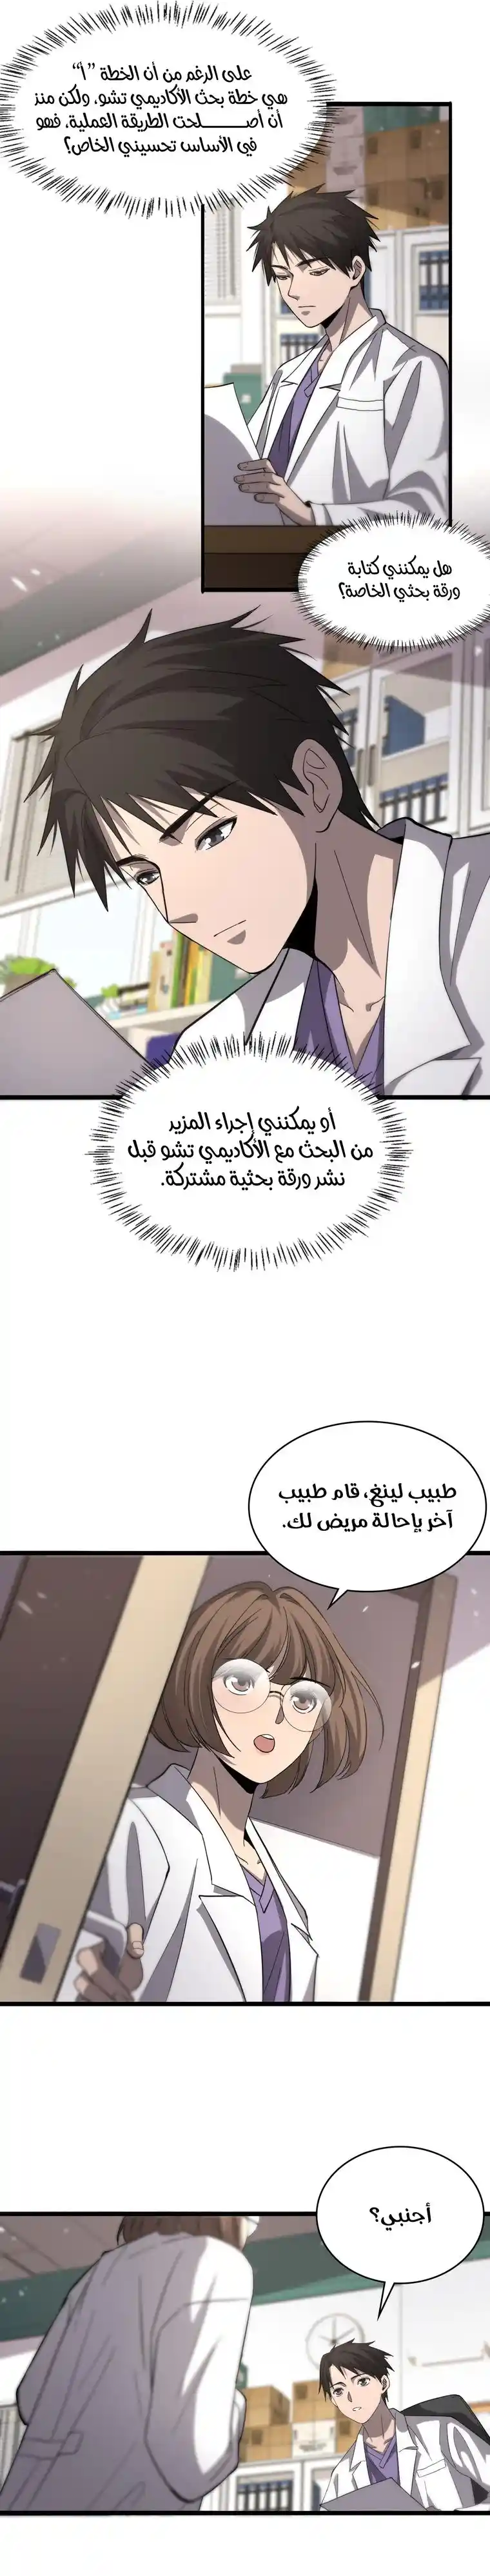 على الرغم من أن الخطة "أ"
هي خطة بحث الأكاديمي تشو، ولكن منذ
أن أصلحت الطريقة العملية، فهو
في الأساس تحسيني الخاص؟
هل يمكنني كتابة
ورقة بحثي الخاصة؟
أو يمكنني إجراء المزيد
من البحث مع الأكاديمي تشو قبل
نشر ورقة بحثية مشتركة.
طبيب لينغ، قام طبيب
آخر بإحالة مريض لك.
أجنبي؟